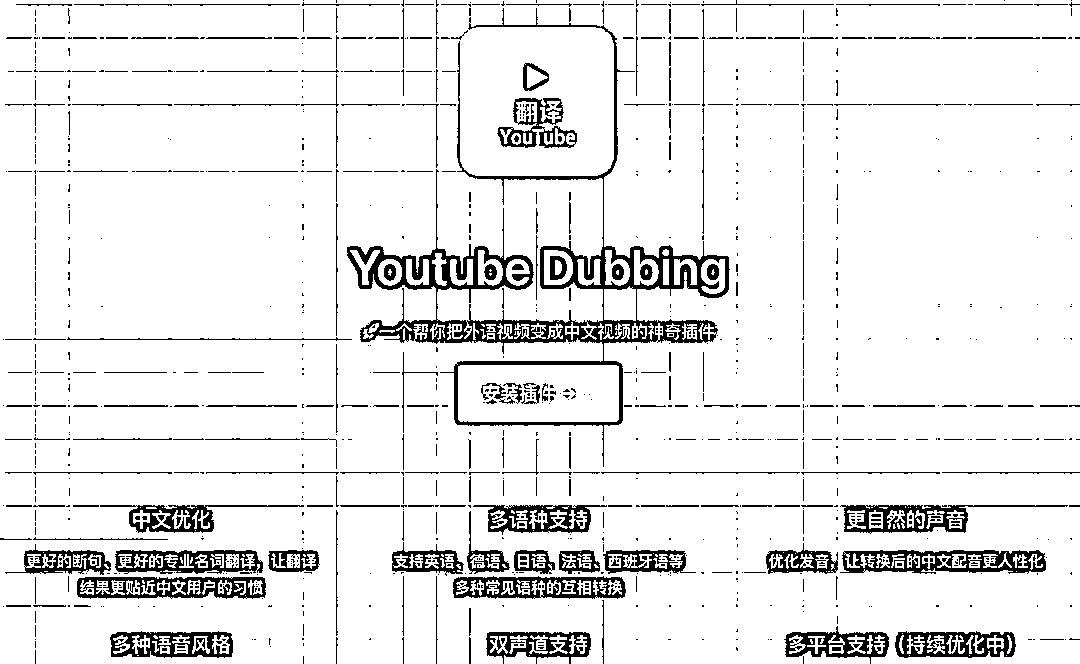 翻译
YouTube
Youtube Dubbing
🚀一个帮你把外语视频变成中文视频的神奇插件
安装插件 →
中文优化
多语种支持
更自然的声音
更好的断句、更好的专业名词翻译，让翻译
结果更贴近中文用户的习惯
支持英语、德语、日语、法语、西班牙语等
多种常见语种的互相转换
优化发音，让转换后的中文配音更人性化
多种语音风格
双声道支持
多平台支持（持续优化中）